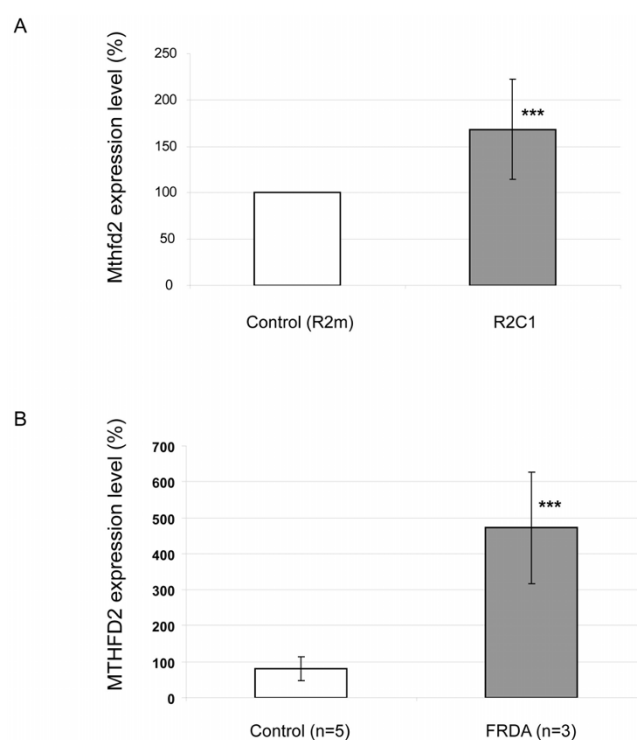 A
Mthfd2 expression level (%)
250
200
150
100
50
0
***
Control (R2m)
R2C1
B
MTHFD2 expression level (%)
700
600
500
400
300
200
100
0
***
Control (n=5)
FRDA (n=3)